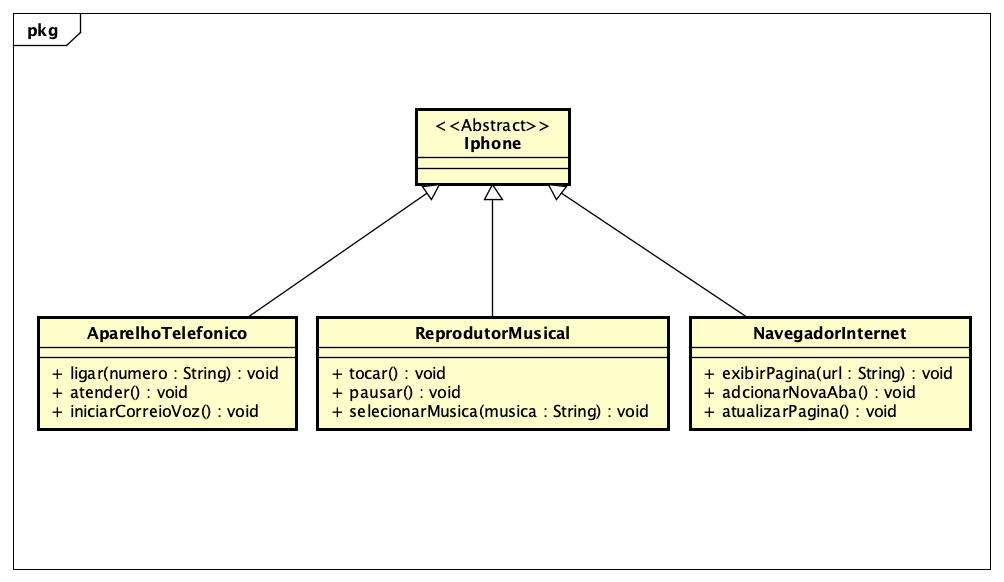 pkg
<<Abstract>>
Iphone
AparelhoTelefonico
+ ligar(numero : String) : void
+ atender() : void
+ iniciarCorreioVoz() : void
ReprodutorMusical
+ tocar() : void
+ pausar() : void
+ selecionarMusica(musica : String) : void
NavegadorInternet
+ exibirPagina(url : String) : void
+ adcionarNovaAba() : void
+ atualizarPagina() : void